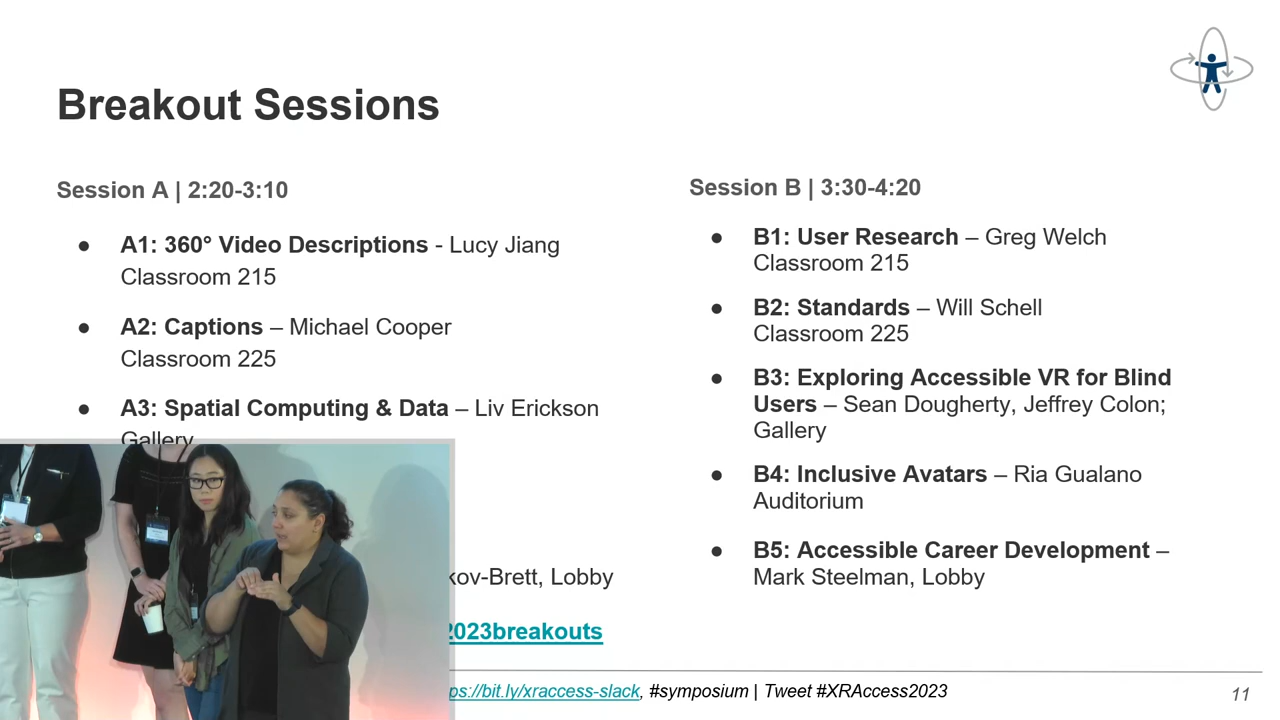 Breakout Sessions
Session A | 2:20-3:10
● A1: 360° Video Descriptions - Lucy Jiang
Classroom 215
● A2: Captions – Michael Cooper
Classroom 225
● A3: Spatial Computing & Data – Liv Erickson
Gallery
kov-Brett, Lobby
2023breakouts
Session B | 3:30-4:20
● B1: User Research – Greg Welch
Classroom 215
● B2: Standards – Will Schell
Classroom 225
● B3: Exploring Accessible VR for Blind
Users – Sean Dougherty, Jeffrey Colon;
Gallery
● B4: Inclusive Avatars – Ria Gualano
Auditorium
● B5: Accessible Career Development –
Mark Steelman, Lobby
ps://bit.ly/xraccess-slack, #symposium | Tweet #XRAccess2023
11